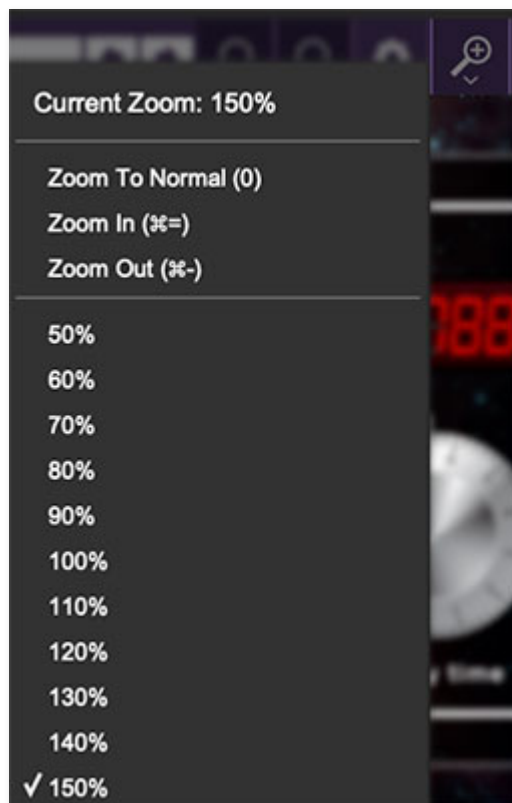 Current Zoom: 150%
Zoom To Normal (0)
Zoom In (⌘=)
Zoom Out (⌘-)
50%
60%
70%
80%
90%
100%
110%
120%
130%
140%
✓ 150%
time